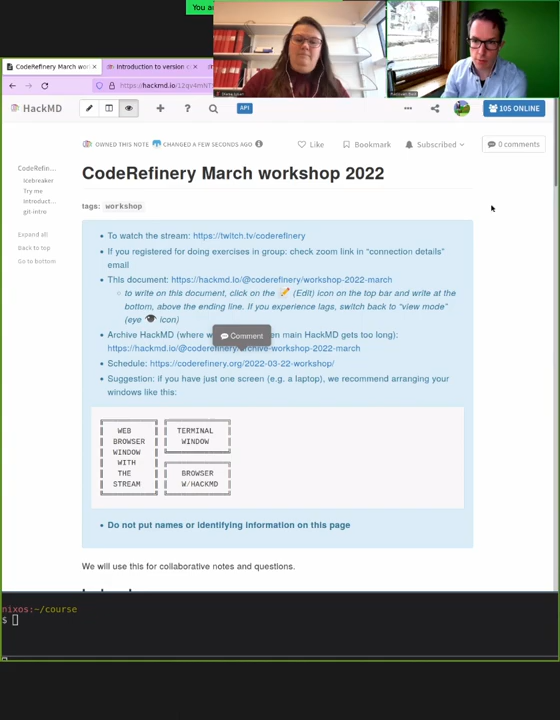 You a
CodeRefinery March wor
Introduction to version
https://hackmd.io/
HackMD
API
105 ONLINE
OWNED THIS NOTE
CHANGED A FEW SECONDS AGO
Like
Bookmark
Subscribed
0 comments
CodeRefin...
Icebreaker
Try me
Introduct...
git-intro
Expand all
Back to top
Go to bottom
CodeRefinery March workshop 2022
tags: workshop
• To watch the stream: https://twitch.tv/coderefinery
• If you registered for doing exercises in group: check zoom link in “connection details”
email
• This document: https://hackmd.io/@coderefinery/workshop-2022-march
to write on this document, click on the 📝 (Edit) icon on the top bar and write at the
bottom, above the ending line. If you experience lags, switch back to “view mode”
(eye 👁 icon)
• Archive HackMD (where w en main HackMD gets too long):
Comment
https://hackmd.io/@coderefinery/archive-workshop-2022-march
• Schedule: https://coderefinery.org/2022-03-22-workshop/
• Suggestion: if you have just one screen (e.g. a laptop), we recommend arranging your
windows like this:
WEB TERMINAL
BROWSER WINDOW
WINDOW
WITH
THE BROWSER
STREAM W/HACKMD
• Do not put names or identifying information on this page
We will use this for collaborative notes and questions.
nixos:~/course
$